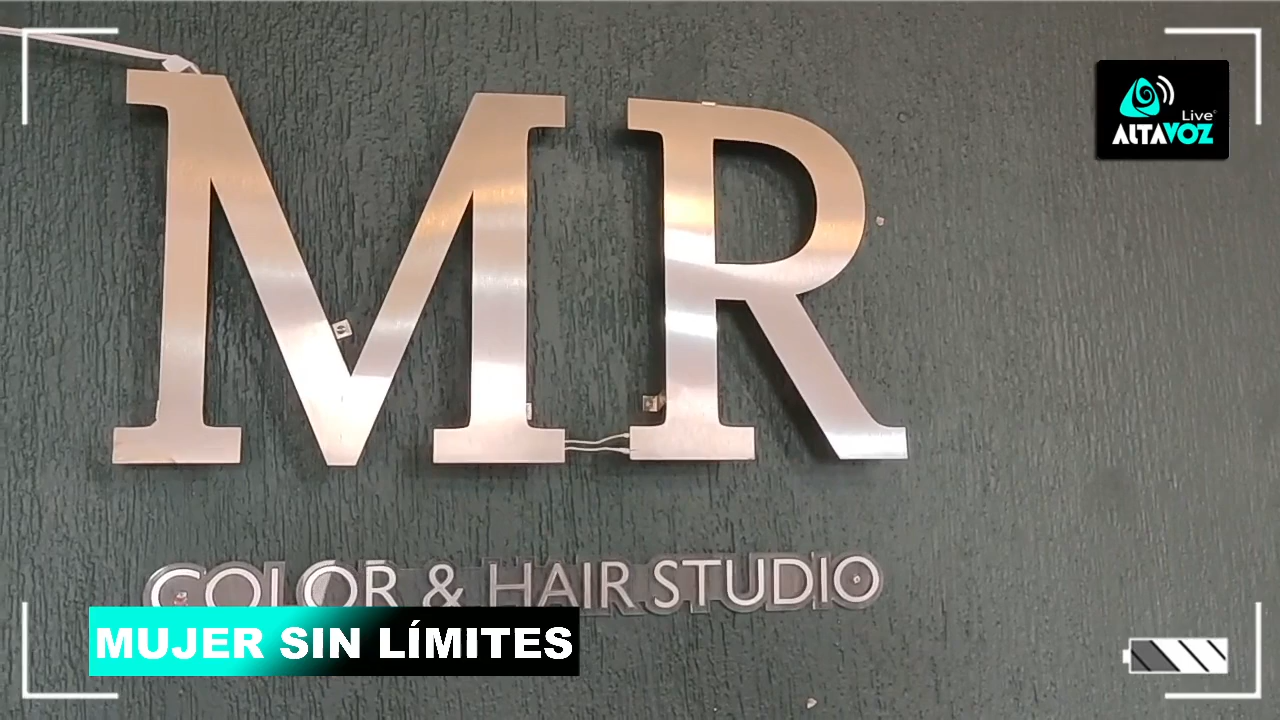 Live
ALTAVOZ
MR
COLOR & HAIR STUDIO
MUJER SIN LÍMITES